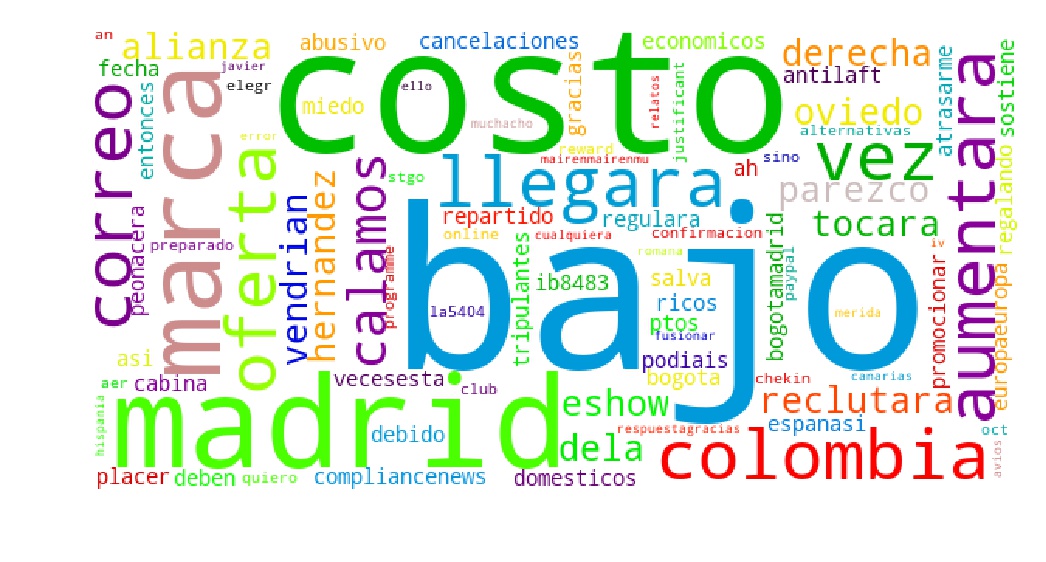 an
alianza
abusivo
cancelaciones
economicos
derecha
fecha
javier
elegr
costo
ello
miedo
muchacho
gracias
relatos
justificant
antilaft
oviedo
alternativas
atrasarme
sostiene
correo
entonces
marca
error
oferta
reward
mairenmairenmu
ah
sino
vez
aumentara
regalando
stgo
llegara
parezco
peonacera
preparado
vendrian
hernandez
calamos
programme
repartido
regulara
online
cualquiera
confirmacion
tocara
bajo
romana
tripulantes
ib8483
salva
bogotamadrid
paypal
iv
la5404
ricos
ptos
fusionar
merida
promocionar
europaeuropa
podiais
asi
aer
cabina
vecesesta
club
bogota
chekin
canarias
hispania
madrid
eshow
reclutara
debido
respuestagracias
espanasi
oct
dela
colombia
avios
placer
deben
quiero
compliancenews
domesticos